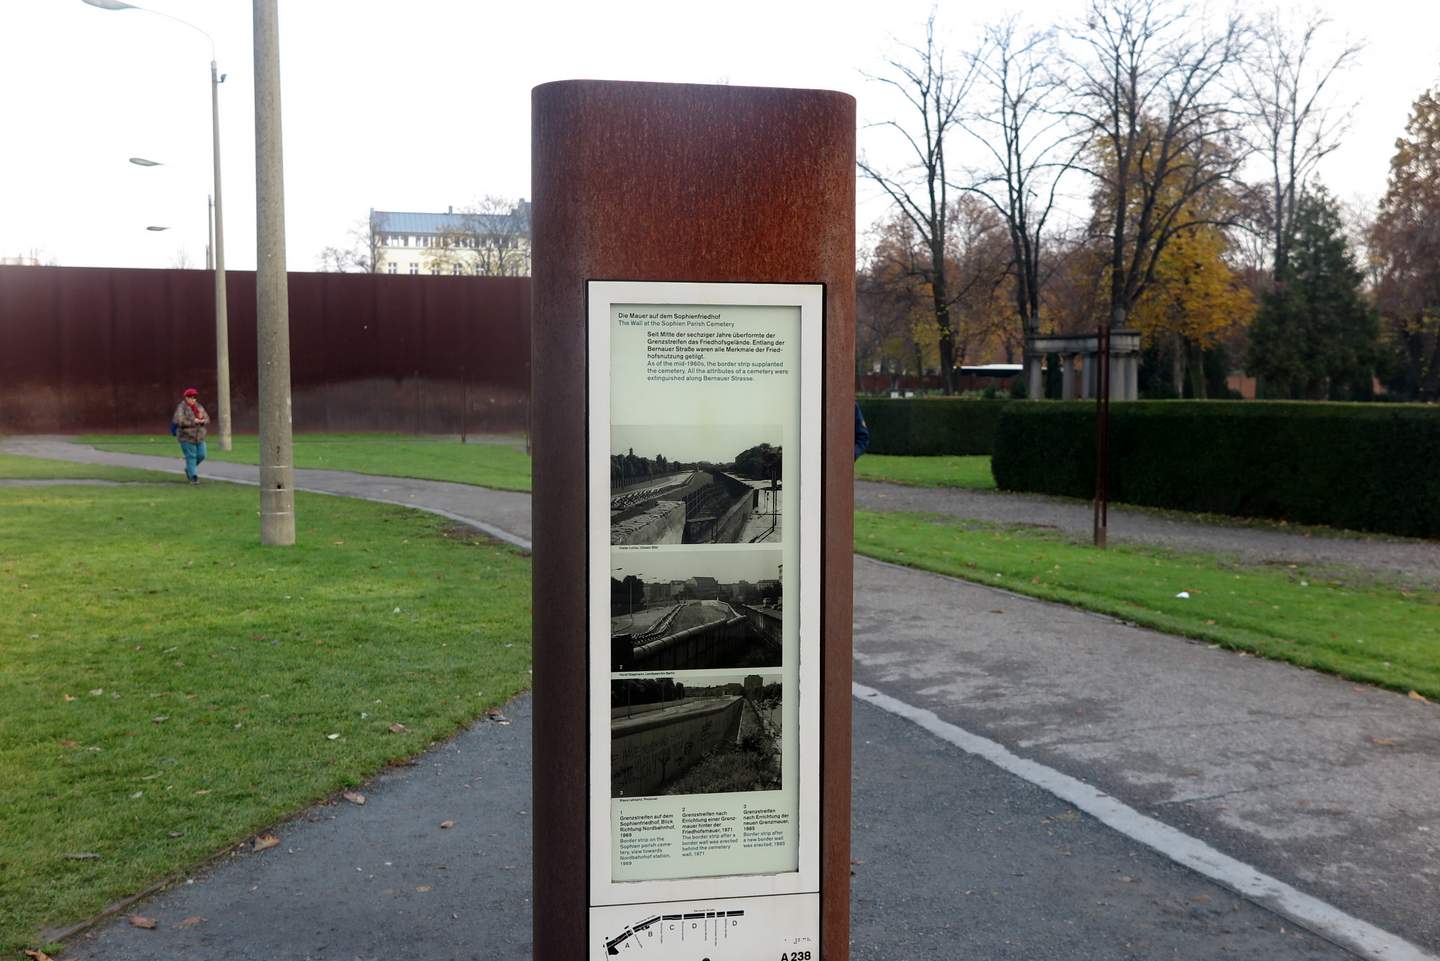 Die Mauer auf dem Sophienfriedhof
The Wall at the Sophien Parish Cemetery
Seit Mitte der sechziger Jahre überformte der
Grenzstreifen das Friedhofsgelände. Entlang der
Bernauer Straße waren alle Merkmale der Fried-
hofsnutzung getilgt.
As of the mid-1960s, the border strip supplanted
the cemetery. All the attributes of a cemetery were
extinguished along Bernauer Strasse.
2
3
1
Grenzstreifen auf dem
Sophienfriedhof, Blick
Richtung Nordbahnhof,
1969
Border strip on the
Sophien parish ceme-
tery, view towards
Nordbahnhof station,
1969
2
Grenzstreifen nach
Errichtung einer Grenz-
mauer hinter der
Friedhofsmauer, 1971
The border strip after a
border wall was erected
behind the cemetery
wall, 1971
3
Grenzstreifen
nach Errichtung der
neuen Grenzmauer,
1985
Border strip after
a new border wall
was erected, 1985
A B C D D
A 238